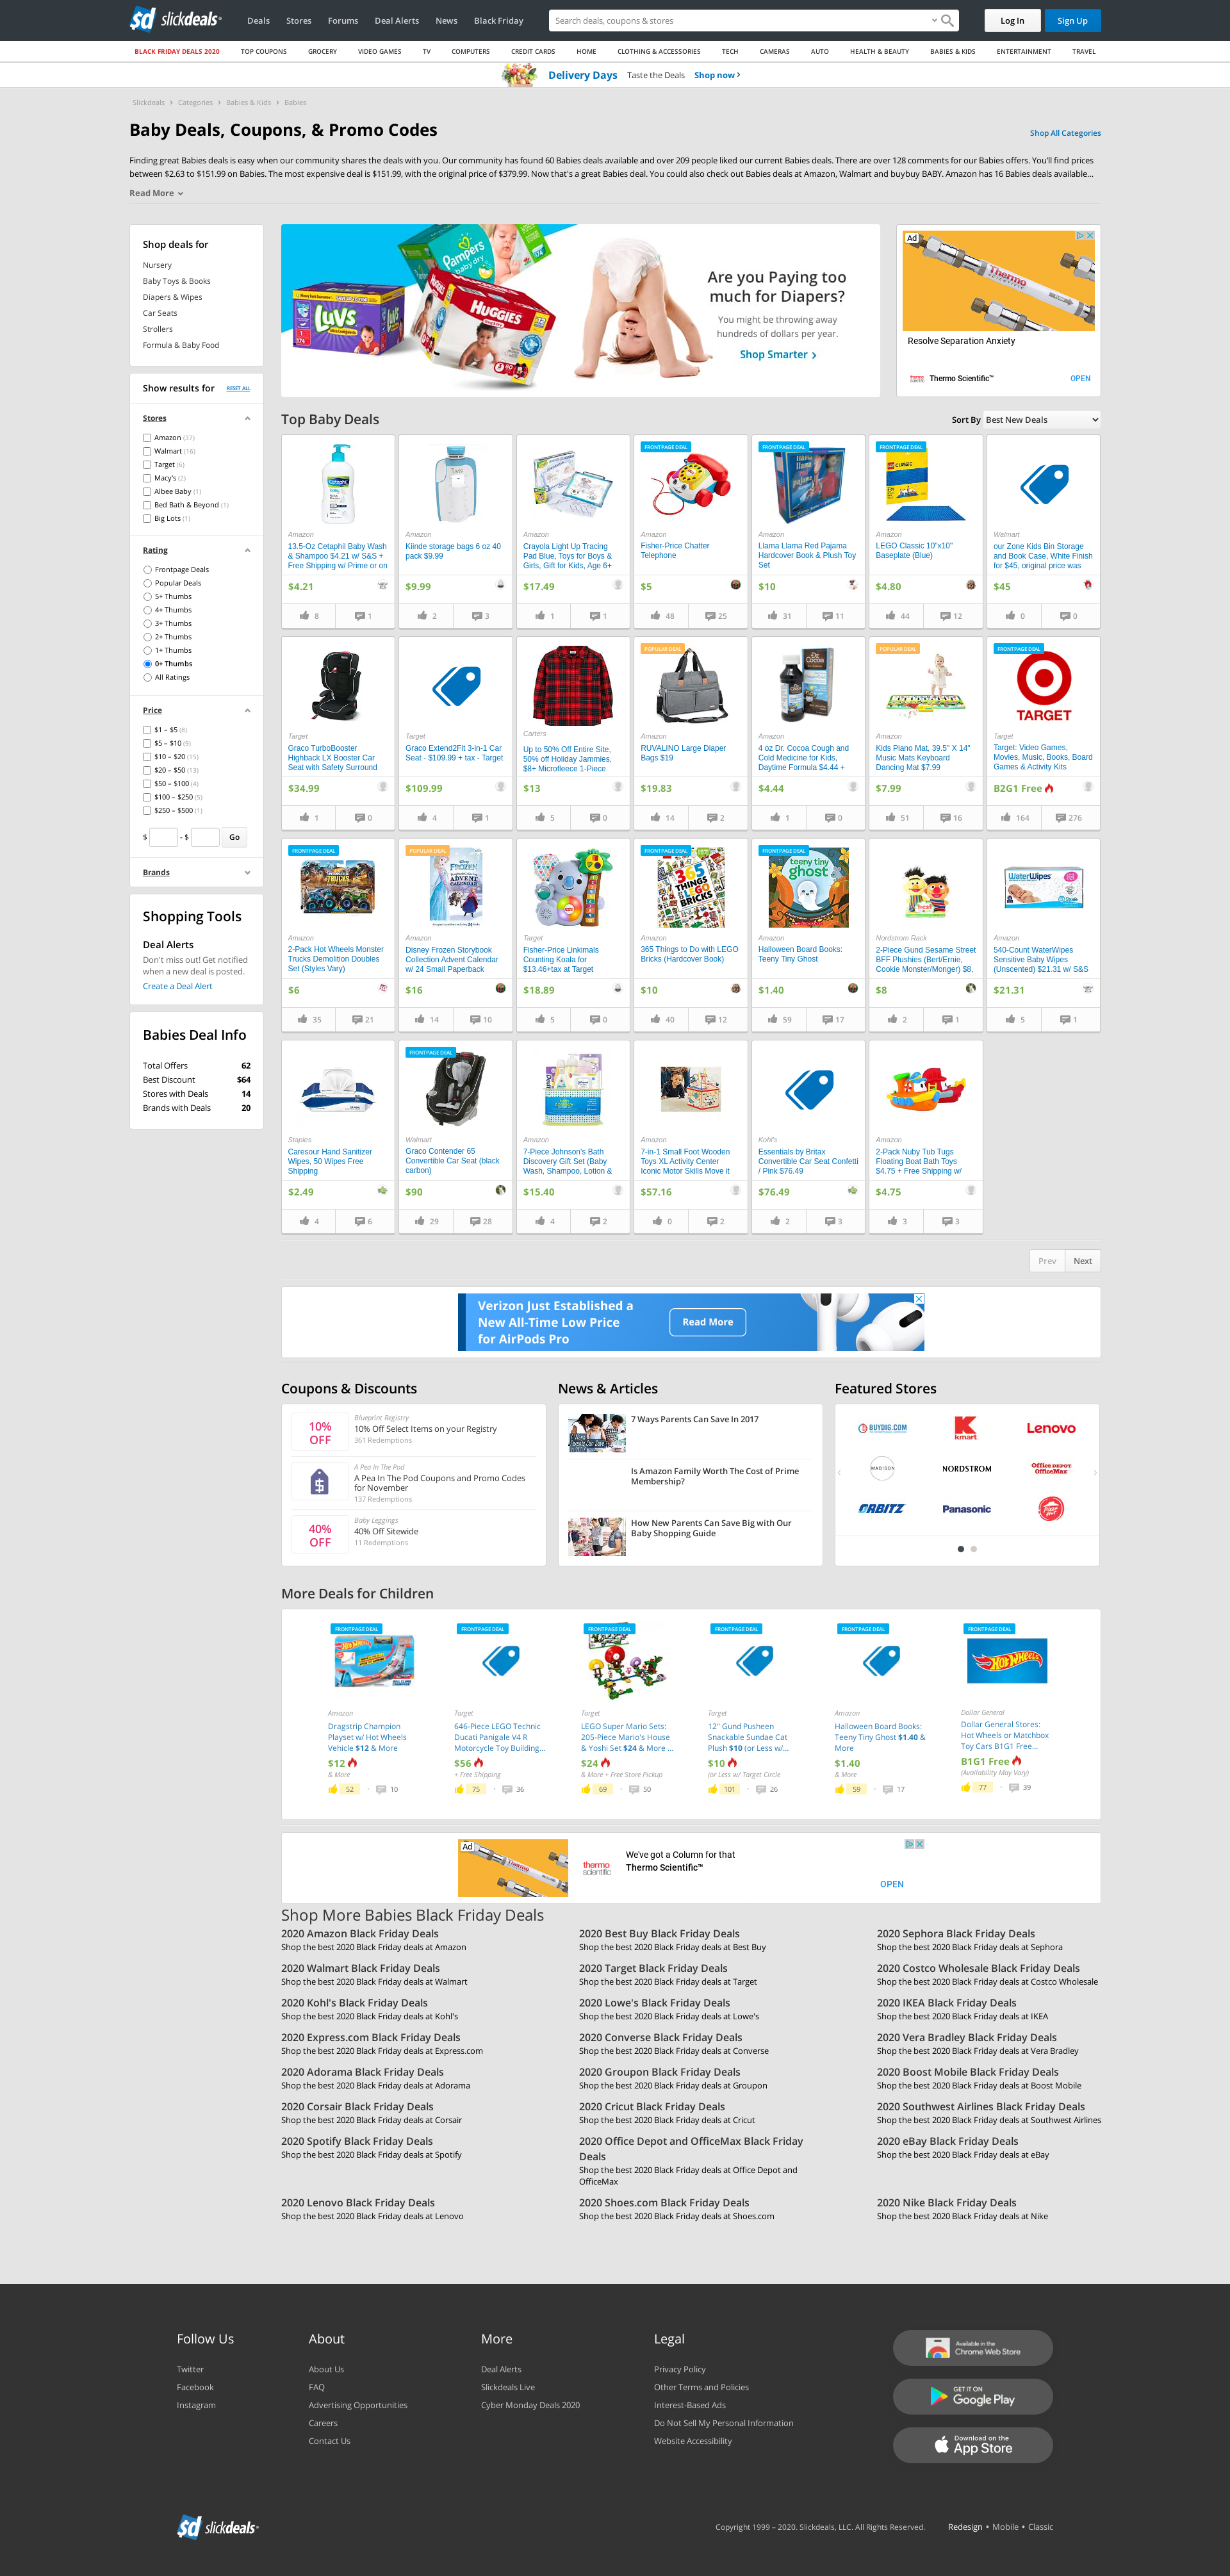 slickdeals
Deals
Stores
Forums
Deal Alerts
News
Black Friday
Search deals, coupons & stores
Log In
Sign Up
BLACK FRIDAY DEALS 2020
TOP COUPONS
GROCERY
VIDEO GAMES
TV
COMPUTERS
CREDIT CARDS
HOME
CLOTHING & ACCESSORIES
TECH
CAMERAS
AUTO
HEALTH & BEAUTY
BABIES & KIDS
ENTERTAINMENT
TRAVEL
Delivery Days Taste the Deals Shop now
Slickdeals › Categories › Babies & Kids › Babies
Baby Deals, Coupons, & Promo Codes
Shop All Categories
Finding great Babies deals is easy when our community shares the deals with you. Our community has found 60 Babies deals available and over 209 people liked our current Babies deals. There are over 128 comments for our Babies offers. You'll find prices
between $2.63 to $151.99 on Babies. The most expensive deal is $151.99, with the original price of $379.99. Now that's a great Babies deal. You could also check out Babies deals at Amazon, Walmart and buybuy BABY. Amazon has 16 Babies deals available...
Read More
Shop deals for
Nursery
Baby Toys & Books
Diapers & Wipes
Car Seats
Strollers
Formula & Baby Food
Show results for RESET ALL
Stores
Amazon (37)
Walmart (16)
Target (6)
Macy's (2)
Albee Baby (1)
Bed Bath & Beyond (1)
Big Lots (1)
Rating
Frontpage Deals
Popular Deals
5+ Thumbs
4+ Thumbs
3+ Thumbs
2+ Thumbs
1+ Thumbs
0+ Thumbs
All Ratings
Price
$1 – $5 (8)
$5 – $10 (9)
$10 – $20 (15)
$20 – $50 (13)
$50 – $100 (4)
$100 – $250 (5)
$250 – $500 (1)
$ - $ Go
Brands
Shopping Tools
Deal Alerts
Don't miss out! Get notified
when a new deal is posted.
Create a Deal Alert
Babies Deal Info
Total Offers 62
Best Discount $64
Stores with Deals 14
Brands with Deals 20
Pampers
baby dry
Luvs
HUGGIES
Are you Paying too
much for Diapers?
You might be throwing away
hundreds of dollars per year.
Shop Smarter
Ad
Thermo
Resolve Separation Anxiety
Thermo Scientific™
OPEN
Top Baby Deals
Sort By Best New Deals
Amazon
13.5-Oz Cetaphil Baby Wash
& Shampoo $4.21 w/ S&S +
Free Shipping w/ Prime or on
$4.21
8 1
Amazon
Kiinde storage bags 6 oz 40
pack $9.99
$9.99
2 3
Amazon
Crayola Light Up Tracing
Pad Blue, Toys for Boys &
Girls, Gift for Kids, Age 6+
$17.49
1 1
FRONTPAGE DEAL
Amazon
Fisher-Price Chatter
Telephone
$5
48 25
FRONTPAGE DEAL
Amazon
Llama Llama Red Pajama
Hardcover Book & Plush Toy
Set
$10
31 11
FRONTPAGE DEAL
CLASSIC
Amazon
LEGO Classic 10"x10"
Baseplate (Blue)
$4.80
44 12
Walmart
our Zone Kids Bin Storage
and Book Case, White Finish
for $45, original price was
$45
0 0
Target
Graco TurboBooster
Highback LX Booster Car
Seat with Safety Surround
$34.99
1 0
Target
Graco Extend2Fit 3-in-1 Car
Seat - $109.99 + tax - Target
$109.99
4 1
Carters
Up to 50% Off Entire Site,
50% off Holiday Jammies,
$8+ Microfleece 1-Piece
$13
5 0
POPULAR DEAL
Amazon
RUVALINO Large Diaper
Bags $19
$19.83
14 2
Dr. Cocoa
Amazon
4 oz Dr. Cocoa Cough and
Cold Medicine for Kids,
Daytime Formula $4.44 +
$4.44
1 0
POPULAR DEAL
Amazon
Kids Piano Mat, 39.5" X 14"
Music Mats Keyboard
Dancing Mat $7.99
$7.99
51 16
FRONTPAGE DEAL
TARGET
Target
Target: Video Games,
Movies, Music, Books, Board
Games & Activity Kits
B2G1 Free
164 276
FRONTPAGE DEAL
Amazon
2-Pack Hot Wheels Monster
Trucks Demolition Doubles
Set (Styles Vary)
$6
35 21
POPULAR DEAL
FROZEN
ADVENT
CALENDAR
Amazon
Disney Frozen Storybook
Collection Advent Calendar
w/ 24 Small Paperback
$16
14 10
Target
Fisher-Price Linkimals
Counting Koala for
$13.46+tax at Target
$18.89
5 0
FRONTPAGE DEAL
365
THINGS
LEGO
BRICKS
Amazon
365 Things to Do with LEGO
Bricks (Hardcover Book)
$10
40 12
FRONTPAGE DEAL
teeny tiny
ghost
Amazon
Halloween Board Books:
Teeny Tiny Ghost
$1.40
59 17
Nordstrom Rack
2-Piece Gund Sesame Street
BFF Plushies (Bert/Ernie,
Cookie Monster/Monger) $8,
$8
2 1
WaterWipes
Amazon
540-Count WaterWipes
Sensitive Baby Wipes
(Unscented) $21.31 w/ S&S
$21.31
5 1
Staples
Caresour Hand Sanitizer
Wipes, 50 Wipes Free
Shipping
$2.49
4 6
FRONTPAGE DEAL
Walmart
Graco Contender 65
Convertible Car Seat (black
carbon)
$90
29 28
Amazon
7-Piece Johnson's Bath
Discovery Gift Set (Baby
Wash, Shampoo, Lotion &
$15.40
4 2
Amazon
7-in-1 Small Foot Wooden
Toys XL Activity Center
Iconic Motor Skills Move it
$57.16
0 2
Kohl's
Essentials by Britax
Convertible Car Seat Confetti
/ Pink $76.49
$76.49
2 3
Amazon
2-Pack Nuby Tub Tugs
Floating Boat Bath Toys
$4.75 + Free Shipping w/
$4.75
3 3
Prev Next
Verizon Just Established a
New All-Time Low Price
for AirPods Pro
Read More
Coupons & Discounts
10%
OFF
Blueprint Registry
10% Off Select Items on your Registry
361 Redemptions
A Pea In The Pod
A Pea In The Pod Coupons and Promo Codes
for November
137 Redemptions
40%
OFF
Baby Leggings
40% Off Sitewide
11 Redemptions
News & Articles
7 Ways Parents Can Save In 2017
Is Amazon Family Worth The Cost of Prime
Membership?
How New Parents Can Save Big with Our
Baby Shopping Guide
Featured Stores
BUYDIG.COM
kmart
Lenovo
MADISON
NORDSTROM
Office DEPOT
OfficeMax
ORBITZ
Panasonic
More Deals for Children
FRONTPAGE DEAL
Amazon
Dragstrip Champion
Playset w/ Hot Wheels
Vehicle $12 & More
$12
& More
52 • 10
FRONTPAGE DEAL
Target
646-Piece LEGO Technic
Ducati Panigale V4 R
Motorcycle Toy Building...
$56
+ Free Shipping
75 • 36
FRONTPAGE DEAL
Target
LEGO Super Mario Sets:
205-Piece Mario's House
& Yoshi Set $24 & More ...
$24
& More + Free Store Pickup
69 • 50
FRONTPAGE DEAL
Target
12" Gund Pusheen
Snackable Sundae Cat
Plush $10 (or Less w/...
$10
(or Less w/ Target Circle
101 • 26
FRONTPAGE DEAL
Amazon
Halloween Board Books:
Teeny Tiny Ghost $1.40 &
More
$1.40
& More
59 • 17
FRONTPAGE DEAL
HOT WHEELS
Dollar General
Dollar General Stores:
Hot Wheels or Matchbox
Toy Cars B1G1 Free...
B1G1 Free
(Availability May Vary)
77 • 39
Ad
thermo
scientific
We've got a Column for that
Thermo Scientific™
OPEN
Shop More Babies Black Friday Deals
2020 Amazon Black Friday Deals
Shop the best 2020 Black Friday deals at Amazon
2020 Best Buy Black Friday Deals
Shop the best 2020 Black Friday deals at Best Buy
2020 Sephora Black Friday Deals
Shop the best 2020 Black Friday deals at Sephora
2020 Walmart Black Friday Deals
Shop the best 2020 Black Friday deals at Walmart
2020 Target Black Friday Deals
Shop the best 2020 Black Friday deals at Target
2020 Costco Wholesale Black Friday Deals
Shop the best 2020 Black Friday deals at Costco Wholesale
2020 Kohl's Black Friday Deals
Shop the best 2020 Black Friday deals at Kohl's
2020 Lowe's Black Friday Deals
Shop the best 2020 Black Friday deals at Lowe's
2020 IKEA Black Friday Deals
Shop the best 2020 Black Friday deals at IKEA
2020 Express.com Black Friday Deals
Shop the best 2020 Black Friday deals at Express.com
2020 Converse Black Friday Deals
Shop the best 2020 Black Friday deals at Converse
2020 Vera Bradley Black Friday Deals
Shop the best 2020 Black Friday deals at Vera Bradley
2020 Adorama Black Friday Deals
Shop the best 2020 Black Friday deals at Adorama
2020 Groupon Black Friday Deals
Shop the best 2020 Black Friday deals at Groupon
2020 Boost Mobile Black Friday Deals
Shop the best 2020 Black Friday deals at Boost Mobile
2020 Corsair Black Friday Deals
Shop the best 2020 Black Friday deals at Corsair
2020 Cricut Black Friday Deals
Shop the best 2020 Black Friday deals at Cricut
2020 Southwest Airlines Black Friday Deals
Shop the best 2020 Black Friday deals at Southwest Airlines
2020 Spotify Black Friday Deals
Shop the best 2020 Black Friday deals at Spotify
2020 Office Depot and OfficeMax Black Friday
Deals
Shop the best 2020 Black Friday deals at Office Depot and
OfficeMax
2020 eBay Black Friday Deals
Shop the best 2020 Black Friday deals at eBay
2020 Lenovo Black Friday Deals
Shop the best 2020 Black Friday deals at Lenovo
2020 Shoes.com Black Friday Deals
Shop the best 2020 Black Friday deals at Shoes.com
2020 Nike Black Friday Deals
Shop the best 2020 Black Friday deals at Nike
Follow Us
Twitter
Facebook
Instagram
About
About Us
FAQ
Advertising Opportunities
Careers
Contact Us
More
Deal Alerts
Slickdeals Live
Cyber Monday Deals 2020
Legal
Privacy Policy
Other Terms and Policies
Interest-Based Ads
Do Not Sell My Personal Information
Website Accessibility
Available in the
Chrome Web Store
GET IT ON
Google Play
Download on the
App Store
slickdeals
Copyright 1999 – 2020. Slickdeals, LLC. All Rights Reserved.
Redesign • Mobile • Classic